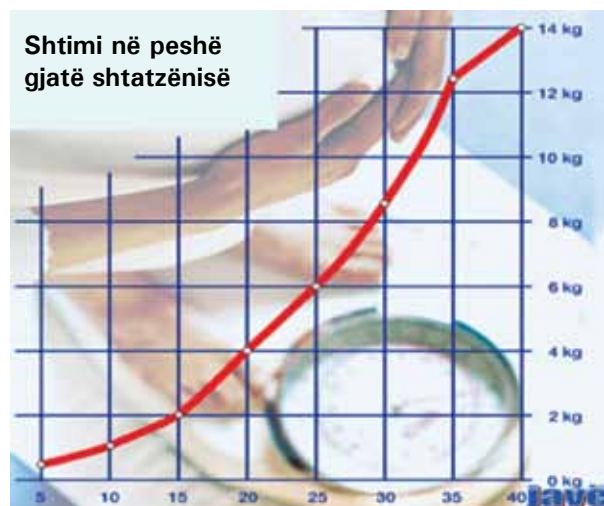 Shtimi në peshë
gjatë shtatzënisë
14 kg
12 kg
10 kg
8 kg
6 kg
4 kg
2 kg
0 kg
5 10 15 20 25 30 35 40 javë